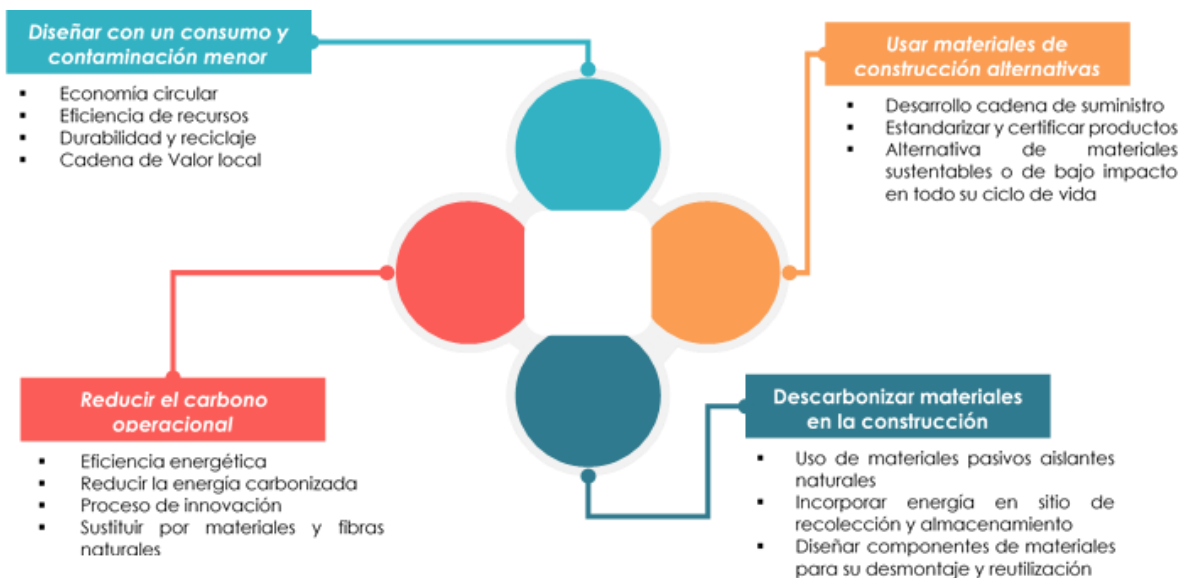 Diseñar con un consumo y
contaminación menor
▪ Economía circular
▪ Eficiencia de recursos
▪ Durabilidad y reciclaje
▪ Cadena de Valor local
Usar materiales de
construcción alternativas
▪ Desarrollo cadena de suministro
▪ Estandarizar y certificar productos
▪ Alternativa de materiales
sustentables o de bajo impacto
en todo su ciclo de vida
Reducir el carbono
operacional
▪ Eficiencia energética
▪ Reducir la energía carbonizada
▪ Proceso de innovación
▪ Sustituir por materiales y fibras
naturales
Descarbonizar materiales
en la construcción
▪ Uso de materiales pasivos aislantes
naturales
▪ Incorporar energía en sitio de
recolección y almacenamiento
▪ Diseñar componentes de materiales
para su desmontaje y reutilización